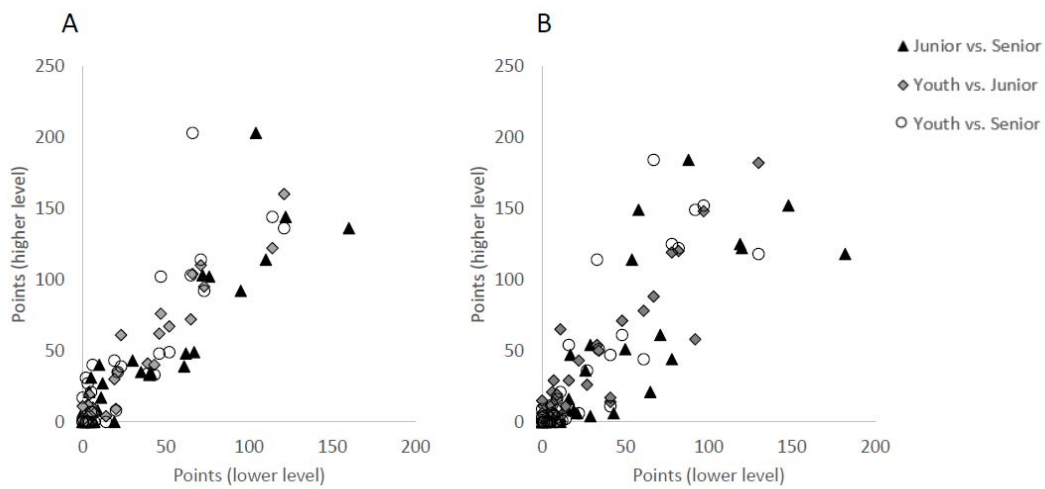 A
250
200
150
100
50
0
0 50 100 150 200
Points (higher level)
Points (lower level)
B
250
200
150
100
50
0
0 50 100 150 200
Points (higher level)
Points (lower level)
Junior vs. Senior
Youth vs. Junior
Youth vs. Senior